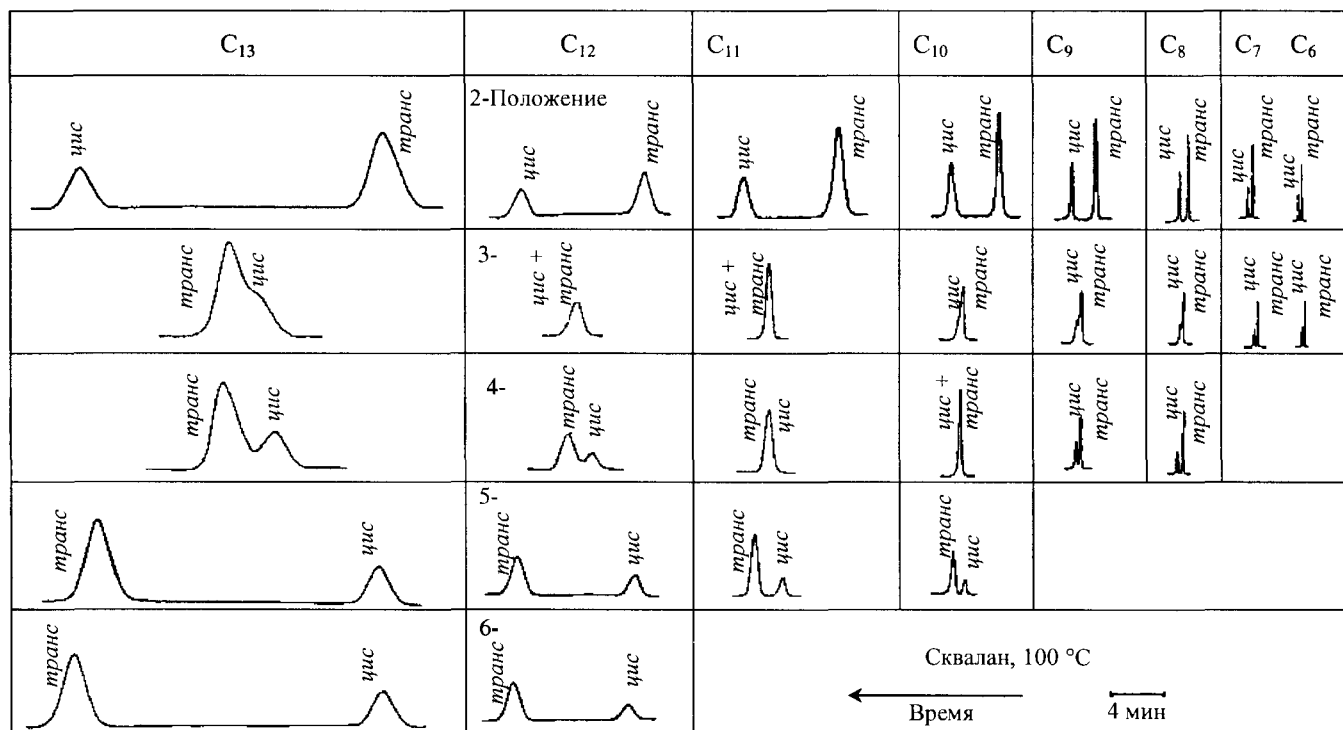 C₁₃ C₁₂ C₁₁ C₁₀ C₉ C₈ C₇ C₆
2-Положение
цис транс цис транс цис транс цис транс цис транс цис транс цис транс цис транс
3-
транс цис цис + транс цис + транс цис транс цис транс цис транс цис транс цис транс
4-
транс цис транс цис транс цис цис + транс цис транс цис транс
5-
транс цис транс цис транс цис транс цис
6-
транс цис транс цис
Сквалан, 100 °C
Время 4 мин